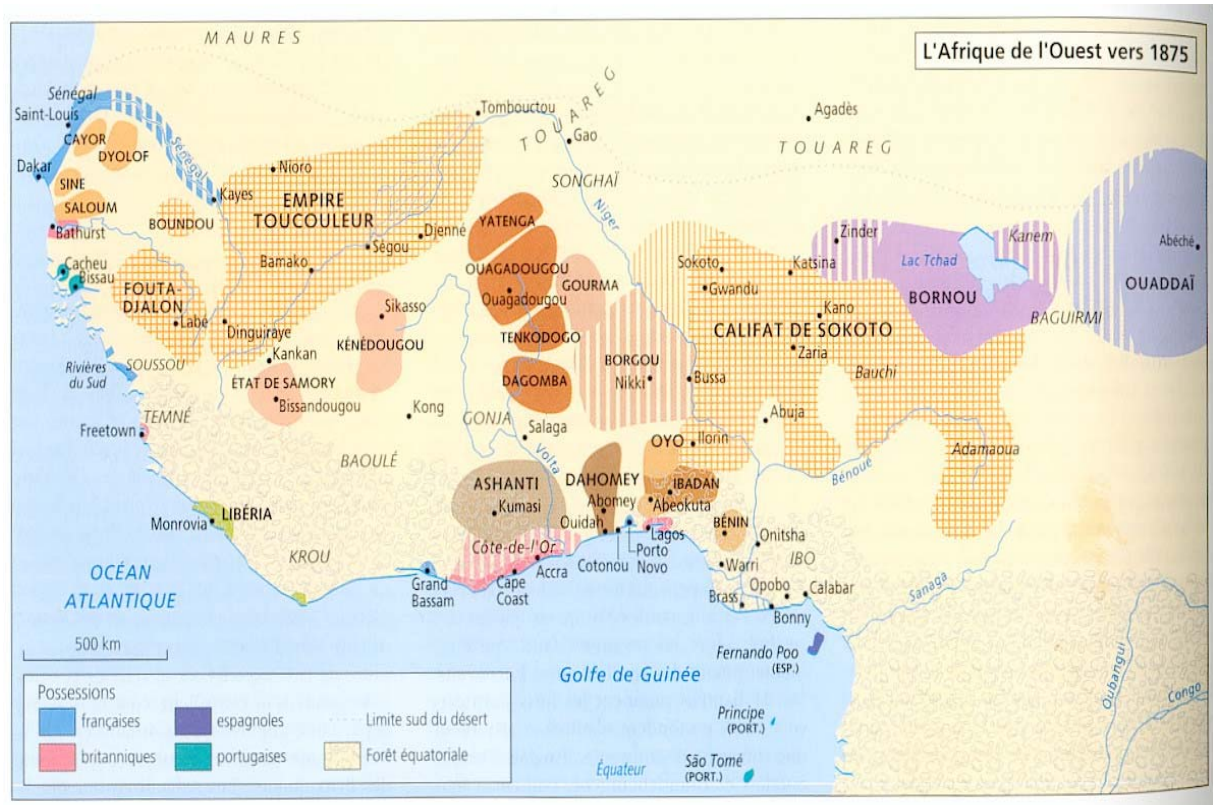 L'Afrique de l'Ouest vers 1875
MAURES
Sénégal
Saint-Louis
CAYOR
DYOLOF
Dakar
SINE
SALOUM
Bathurst
Sénégal
Kayes
BOUNDOU
Nioro
EMPIRE
TOUCOULEUR
Tombouctou
TOUAREG
Gao
SONGHAÏ
Niger
Agadès
TOUAREG
Djenné
Ségou
Bamako
YATENGA
OUAGADOUGOU
Ouagadougou
GOURMA
TENKODOGO
DAGOMBA
Cacheu
Bissau
FOUTA-
DJALON
Labé
Dinguiraye
Sikasso
KÉNÉDOUGOU
Kankan
ÉTAT DE SAMORY
Bissandougou
Kong
GONJA
Salaga
Volta
Rivières
du Sud
SOUSSOU
TEMNÉ
Freetown
BAOULÉ
Monrovia
LIBÉRIA
KROU
ASHANTI
Kumasi
Côte-de-l'Or
Grand
Bassam
Cape
Coast
Accra
DAHOMEY
Abomey
Ouidah
Cotonou
Porto
Novo
Lagos
OYO
Ilorin
IBADAN
Abeokuta
BÉNIN
BORGOU
Nikki
Bussa
Sokoto
Gwandu
Katsina
Zinder
Kano
CALIFAT DE SOKOTO
Zaria
Bauchi
Abuja
Adamaoua
Bénoué
Lac Tchad
Kanem
BORNOU
BAGUIRMI
Abéché
OUADDAÏ
Onitsha
IBO
Warri
Opobo
Calabar
Brass
Bonny
Sanaga
Oubangui
Congo
Fernando Poo
(ESP.)
Golfe de Guinée
Principe
(PORT.)
Équateur
São Tomé
(PORT.)
OCÉAN
ATLANTIQUE
500 km
Possessions
françaises
espagnoles
Limite sud du désert
britanniques
portugaises
Forêt équatoriale